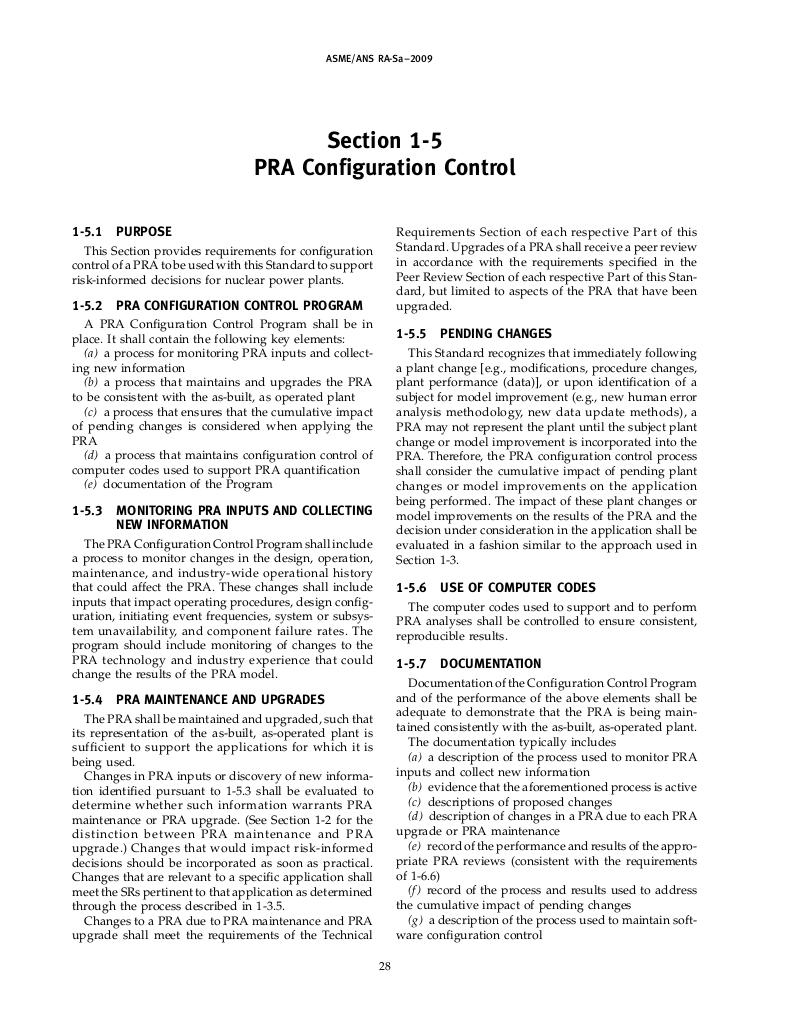 ASME/ANS RA-Sa–2009
Section 1-5
PRA Configuration Control
1-5.1 PURPOSE
This Section provides requirements for configuration
control of a PRA to be used with this Standard to support
risk-informed decisions for nuclear power plants.
1-5.2 PRA CONFIGURATION CONTROL PROGRAM
A PRA Configuration Control Program shall be in
place. It shall contain the following key elements:
(a) a process for monitoring PRA inputs and collect-
ing new information
(b) a process that maintains and upgrades the PRA
to be consistent with the as-built, as operated plant
(c) a process that ensures that the cumulative impact
of pending changes is considered when applying the
PRA
(d) a process that maintains configuration control of
computer codes used to support PRA quantification
(e) documentation of the Program
1-5.3 MONITORING PRA INPUTS AND COLLECTING
NEW INFORMATION
The PRA Configuration Control Program shall include
a process to monitor changes in the design, operation,
maintenance, and industry-wide operational history
that could affect the PRA. These changes shall include
inputs that impact operating procedures, design config-
uration, initiating event frequencies, system or subsys-
tem unavailability, and component failure rates. The
program should include monitoring of changes to the
PRA technology and industry experience that could
change the results of the PRA model.
1-5.4 PRA MAINTENANCE AND UPGRADES
The PRA shall be maintained and upgraded, such that
its representation of the as-built, as-operated plant is
sufficient to support the applications for which it is
being used.
Changes in PRA inputs or discovery of new informa-
tion identified pursuant to 1-5.3 shall be evaluated to
determine whether such information warrants PRA
maintenance or PRA upgrade. (See Section 1-2 for the
distinction between PRA maintenance and PRA
upgrade.) Changes that would impact risk-informed
decisions should be incorporated as soon as practical.
Changes that are relevant to a specific application shall
meet the SRs pertinent to that application as determined
through the process described in 1-3.5.
Changes to a PRA due to PRA maintenance and PRA
upgrade shall meet the requirements of the Technical
Requirements Section of each respective Part of this
Standard. Upgrades of a PRA shall receive a peer review
in accordance with the requirements specified in the
Peer Review Section of each respective Part of this Stan-
dard, but limited to aspects of the PRA that have been
upgraded.
1-5.5 PENDING CHANGES
This Standard recognizes that immediately following
a plant change [e.g., modifications, procedure changes,
plant performance (data)], or upon identification of a
subject for model improvement (e.g., new human error
analysis methodology, new data update methods), a
PRA may not represent the plant until the subject plant
change or model improvement is incorporated into the
PRA. Therefore, the PRA configuration control process
shall consider the cumulative impact of pending plant
changes or model improvements on the application
being performed. The impact of these plant changes or
model improvements on the results of the PRA and the
decision under consideration in the application shall be
evaluated in a fashion similar to the approach used in
Section 1-3.
1-5.6 USE OF COMPUTER CODES
The computer codes used to support and to perform
PRA analyses shall be controlled to ensure consistent,
reproducible results.
1-5.7 DOCUMENTATION
Documentation of the Configuration Control Program
and of the performance of the above elements shall be
adequate to demonstrate that the PRA is being main-
tained consistently with the as-built, as-operated plant.
The documentation typically includes
(a) a description of the process used to monitor PRA
inputs and collect new information
(b) evidence that the aforementioned process is active
(c) descriptions of proposed changes
(d) description of changes in a PRA due to each PRA
upgrade or PRA maintenance
(e) record of the performance and results of the appro-
priate PRA reviews (consistent with the requirements
of 1-6.6)
(f) record of the process and results used to address
the cumulative impact of pending changes
(g) a description of the process used to maintain soft-
ware configuration control
28